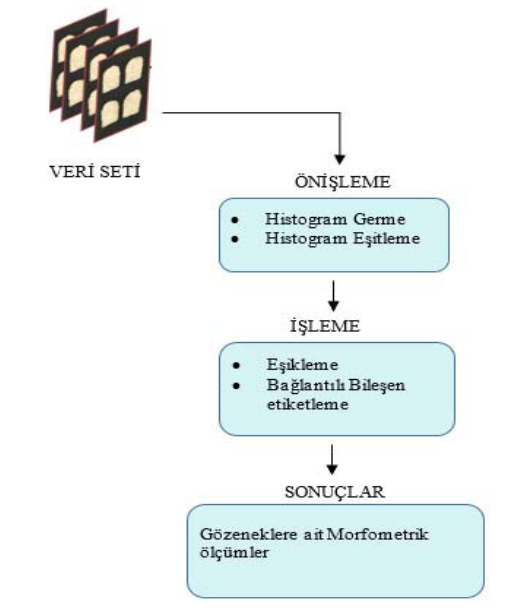 VERİ SETİ
ÖNİŞLEME
• Histogram Germe
• Histogram Eşitleme
İŞLEME
• Eşikleme
• Bağlantılı Bileşen
etiketleme
SONUÇLAR
Gözeneklere ait Morfometrik
ölçümler